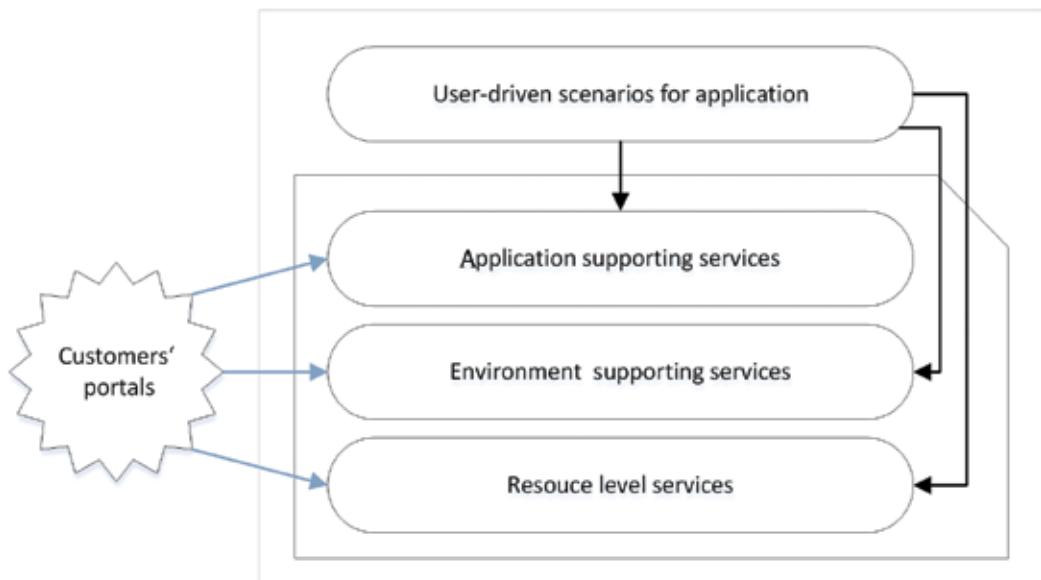 User-driven scenarios for application
Application supporting services
Customers‘
portals
Environment supporting services
Resouce level services